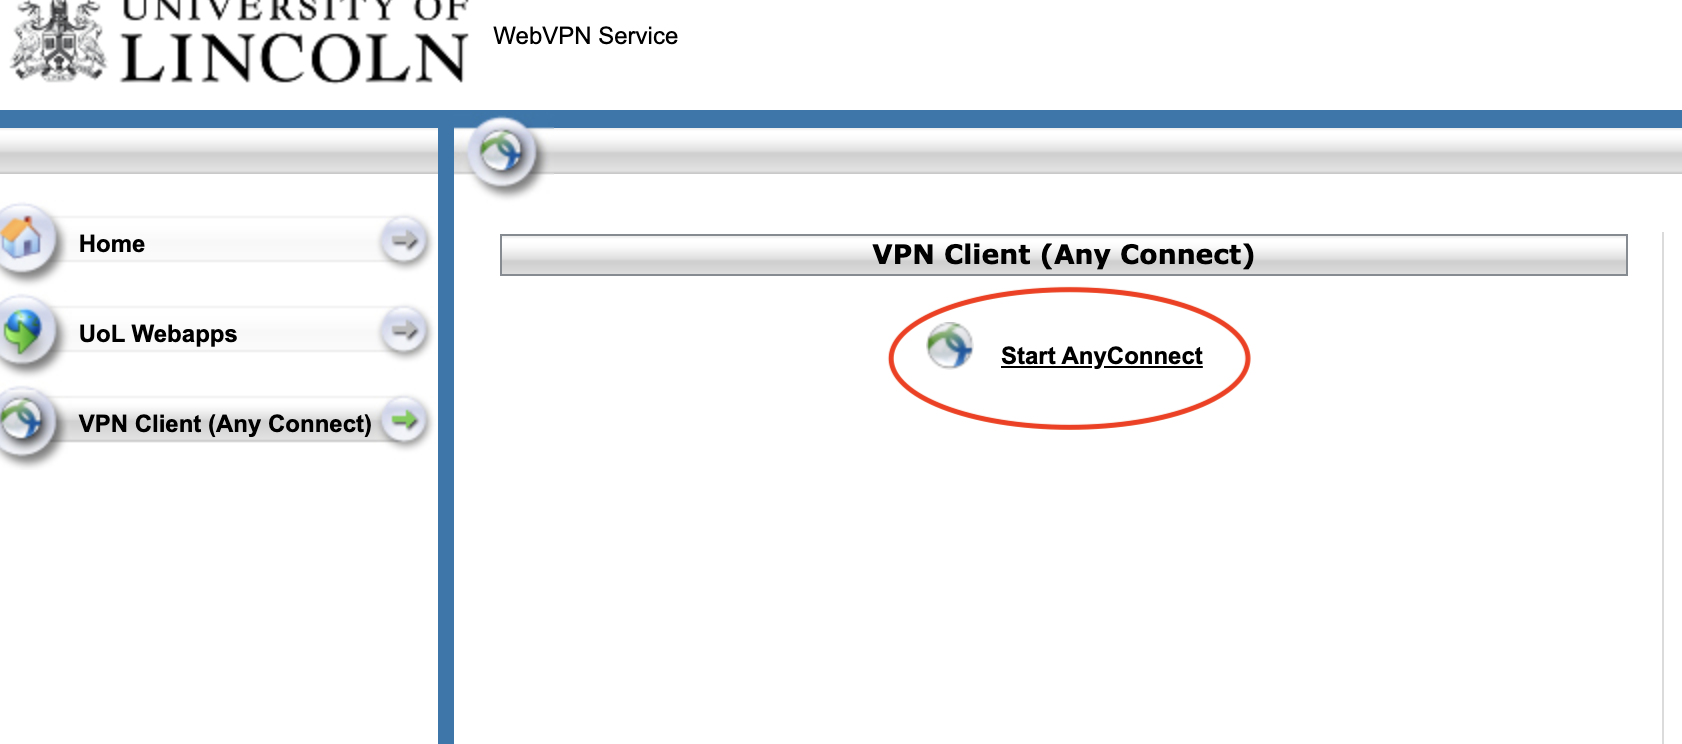 UNIVERSITY OF
LINCOLN
WebVPN Service
Home
UoL Webapps
VPN Client (Any Connect)
VPN Client (Any Connect)
Start AnyConnect